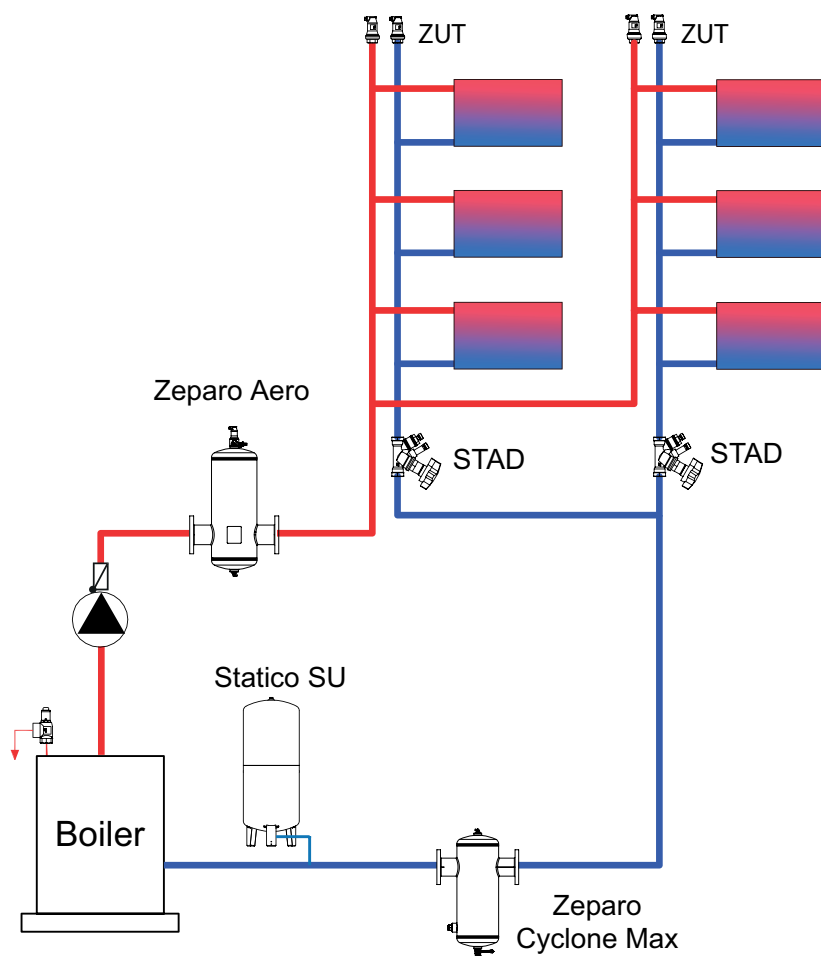 ZUT
ZUT
Zeparo Aero
STAD
STAD
Statico SU
Boiler
Zeparo
Cyclone Max